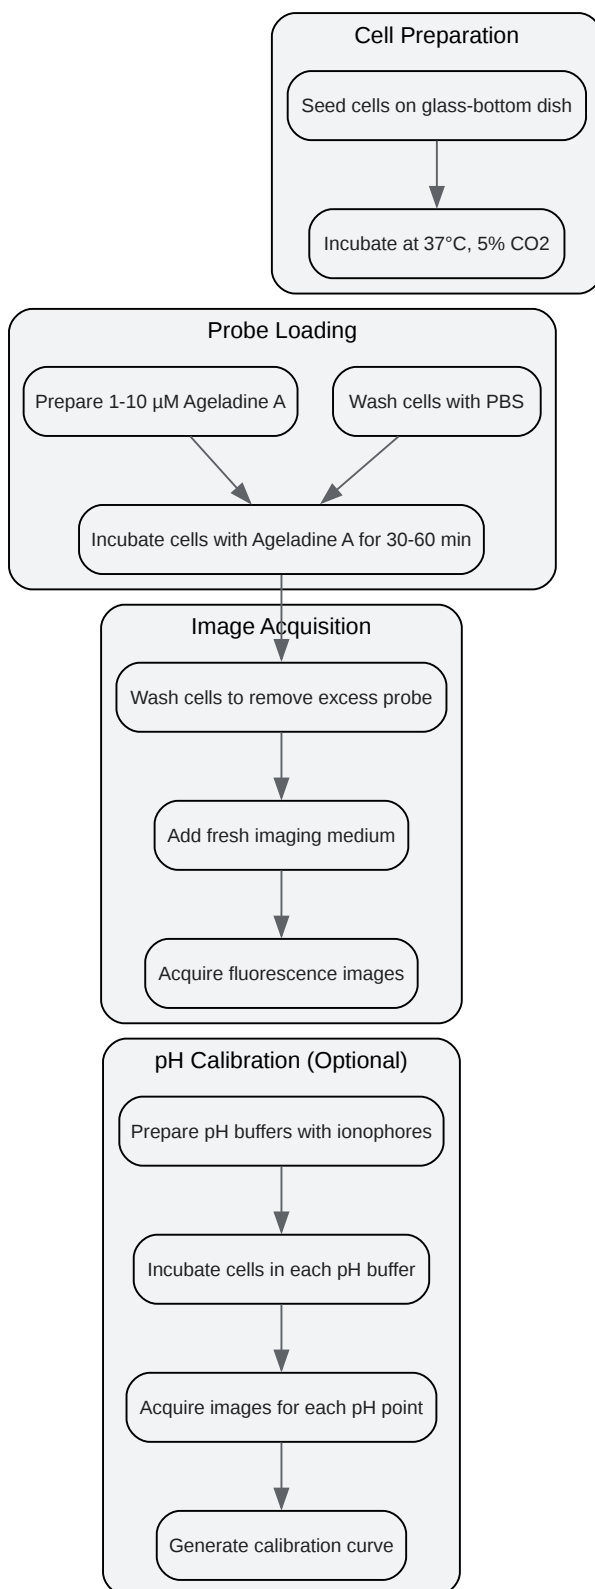 Cell Preparation
Seed cells on glass-bottom dish
Incubate at 37°C, 5% CO2
Probe Loading
Prepare 1-10 µM Ageladine A
Wash cells with PBS
Incubate cells with Ageladine A for 30-60 min
Image Acquisition
Wash cells to remove excess probe
Add fresh imaging medium
Acquire fluorescence images
pH Calibration (Optional)
Prepare pH buffers with ionophores
Incubate cells in each pH buffer
Acquire images for each pH point
Generate calibration curve